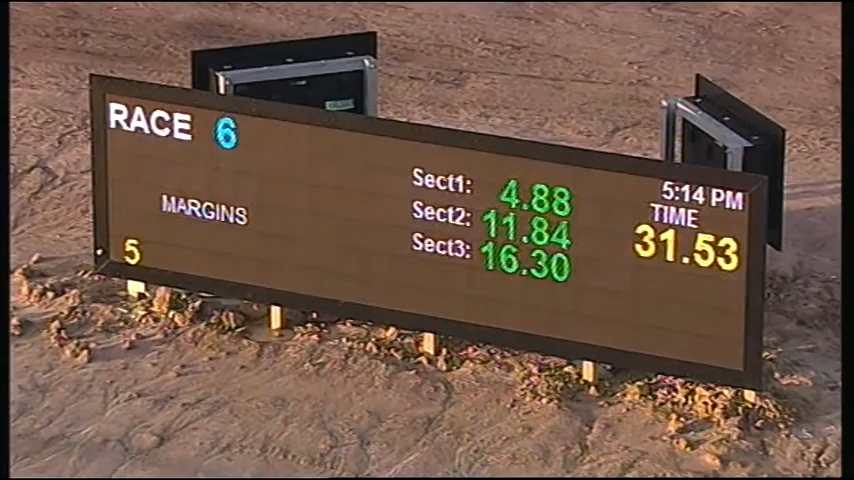 RACE 6
MARGINS
5
Sect1: 4.88
Sect2: 11.84
Sect3: 16.30
5:14 PM
TIME
31.53